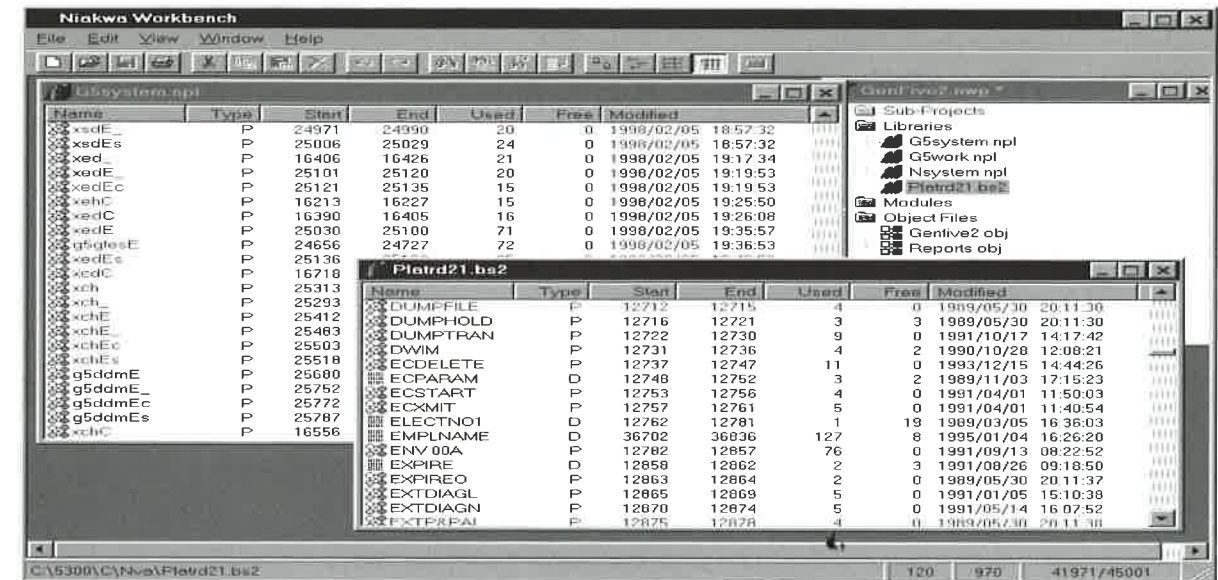 Niakwa Workbench
File Edit View Window Help
G5system.npl
Name Type Start End Used Free Modified
xsdE_ P 24971 24990 20 0 1998/02/05 18:57:32
xsdEs P 25006 25029 24 0 1998/02/05 18:57:32
xed_ P 16406 16426 21 0 1998/02/05 19:17:34
xedE_ P 25101 25120 20 0 1998/02/05 19:19:53
xedEc P 25121 25135 15 0 1998/02/05 19:19:53
xehC P 16213 16227 15 0 1998/02/05 19:25:50
xedC P 16390 16405 16 0 1998/02/05 19:26:08
xedE P 25030 25100 71 0 1998/02/05 19:35:57
g5gtesE P 24656 24727 72 0 1998/02/05 19:36:53
xedEs P 25136
xedC P 16718
xch P 25313
xch_ P 25293
xchE P 25412
xchE_ P 25483
xchEc P 25503
xchEs P 25518
g5ddmE P 25680
g5ddmE_ P 25752
g5ddmEc P 25772
g5ddmEs P 25787
xchC P 16556
GenFive2.nwp *
Sub-Projects
Libraries
G5system.npl
G5work.npl
Nsystem.npl
Platrd21.bs2
Modules
Object Files
Genfive2.obj
Reports.obj
Platrd21.bs2
Name Type Start End Used Free Modified
DUMPFILE P 12712 12715 4 0 1989/05/30 20:11:30
DUMPHOLD P 12716 12721 3 3 1989/05/30 20:11:30
DUMPTRAN P 12722 12730 9 0 1991/10/17 14:17:42
DWIM P 12731 12736 4 2 1990/10/28 12:08:21
ECDELETE P 12737 12747 11 0 1993/12/15 14:44:26
ECPARAM D 12748 12752 3 2 1989/11/03 17:15:23
ECSTART P 12753 12756 4 0 1991/04/01 11:50:03
ECXMIT P 12757 12761 5 0 1991/04/01 11:40:54
ELECTNO1 D 12762 12781 1 19 1989/03/05 16:36:03
EMPLNAME D 36702 36836 127 8 1995/01/04 16:26:20
ENV 00A P 12782 12857 76 0 1991/09/13 08:22:52
EXPIRE D 12858 12862 2 3 1991/08/26 09:18:50
EXPIREO P 12863 12864 2 0 1989/05/30 20:11:37
EXTDIAGL P 12865 12869 5 0 1991/01/05 15:10:38
EXTDIAGN P 12870 12874 5 0 1991/05/14 16:07:52
EXTP&PAL P 12875 12878 4 0 1989/05/30 20:11:38
C:\5300\C\Nva\Platrd21.bs2 120 970 41971/45001